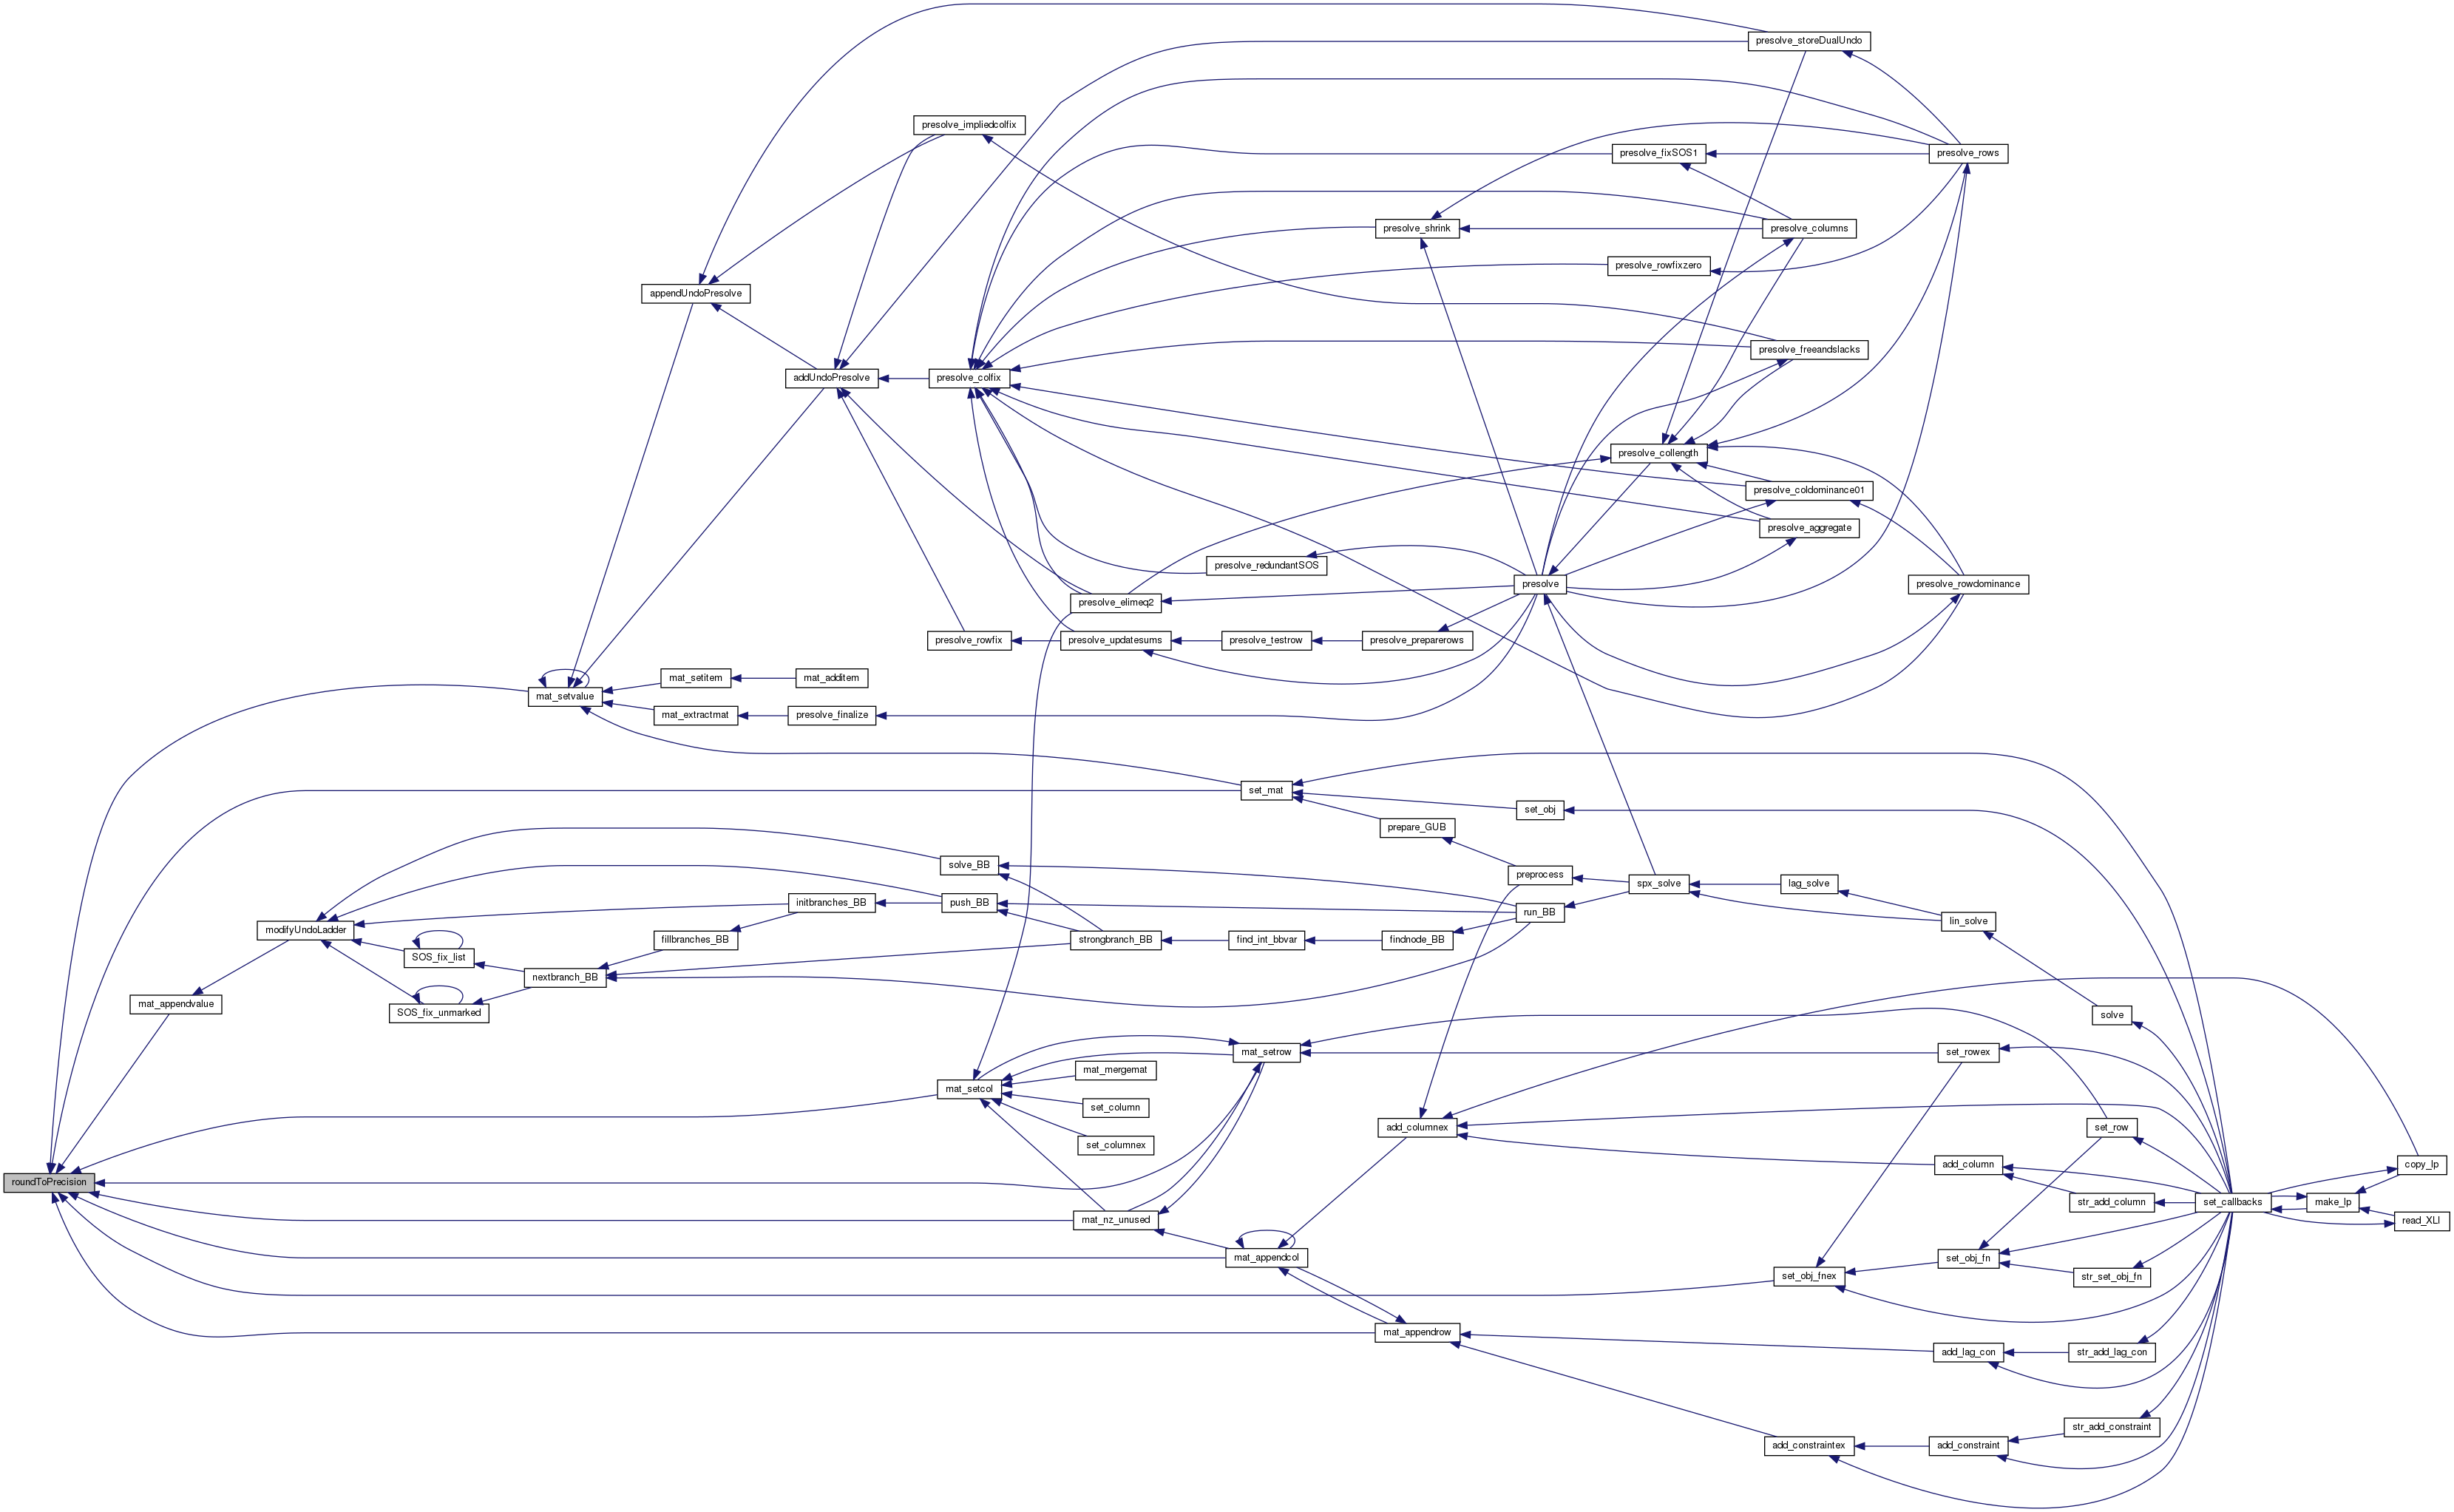 presolve_storeDualUndo
presolve_impliedcolfix
presolve_fixSOS1
presolve_rows
presolve_shrink
presolve_columns
presolve_rowfixzero
appendUndoPresolve
presolve_freeandslacks
addUndoPresolve
presolve_colfix
presolve_collength
presolve_coldominance01
presolve_aggregate
presolve_redundantSOS
presolve
presolve_rowdominance
presolve_elimeq2
presolve_rowfix
presolve_updatesums
presolve_testrow
presolve_preparerows
mat_setitem
mat_additem
mat_setvalue
mat_extractmat
presolve_finalize
set_mat
set_obj
prepare_GUB
solve_BB
preprocess
spx_solve
lag_solve
initbranches_BB
push_BB
run_BB
lin_solve
modifyUndoLadder
fillbranches_BB
strongbranch_BB
find_int_bbvar
findnode_BB
SOS_fix_list
nextbranch_BB
mat_appendvalue
SOS_fix_unmarked
solve
mat_setrow
set_rowex
mat_mergemat
mat_setcol
set_column
add_columnex
set_row
set_columnex
add_column
copy_lp
roundToPrecision
str_add_column
set_callbacks
make_lp
mat_nz_unused
read_XLI
mat_appendcol
set_obj_fn
set_obj_fnex
str_set_obj_fn
mat_appendrow
add_lag_con
str_add_lag_con
str_add_constraint
add_constraintex
add_constraint